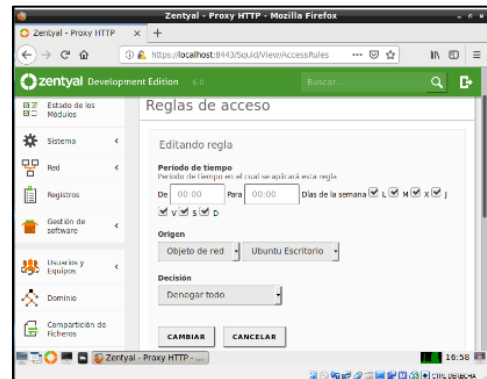 Zentyal - Proxy HTTP - Mozilla Firefox
Zentyal - Proxy HTTP
https://localhost:8443/Squid/View/AccessRules
zentyal Development Edition 6.0 Buscar...
Estado de los Módulos
Sistema
Red
Registros
Gestión de software
Usuarios y Equipos
Dominio
Compartición de Ficheros
Reglas de acceso
Editando regla
Período de tiempo
Período de tiempo en el cual se aplicará esta regla
De 00:00 Para 00:00 Días de la semana L M X J
V S D
Origen
Objeto de red Ubuntu Escritorio
Decisión
Denegar todo
CAMBIAR CANCELAR
Zentyal - Proxy HTTP - ... 16:58
CTRL DERECHA